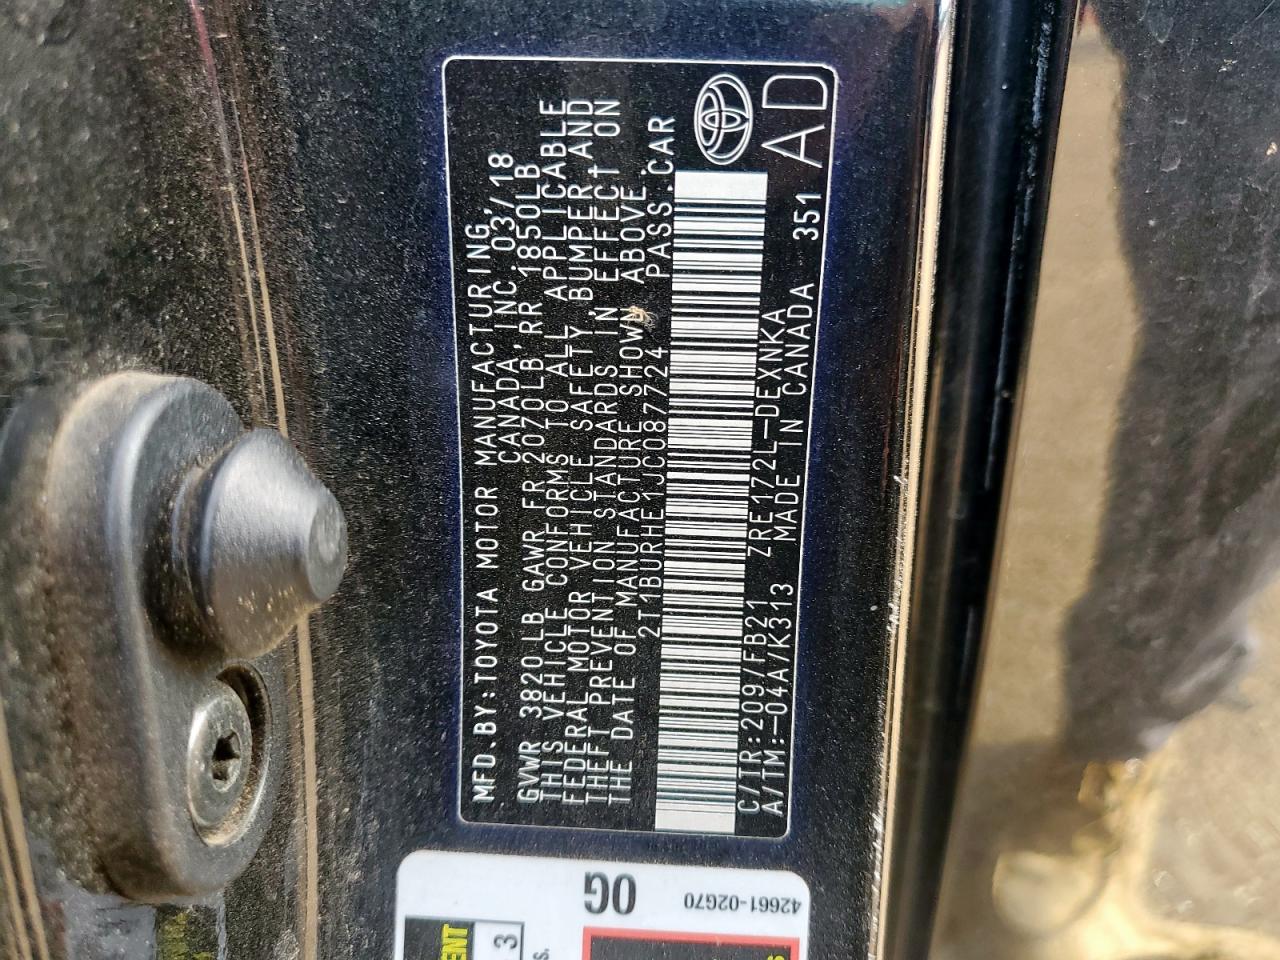 MFD.BY:TOYOTA MOTOR MANUFACTURING
CANADA, INC. 03/18
GVWR 3820LB GAWR FR 2070LB, RR 1850LB
THIS VEHICLE CONFORMS TO ALL APPLICABLE
FEDERAL MOTOR VEHICLE SAFETY, BUMPER, AND
THEFT PREVENTION STANDARDS IN EFFECT ON
THE DATE OF MANUFACTURE SHOWN ABOVE.
2T1BURHE1JC087724 PASS.CAR
C/TR:209/FB21 ZRE172L-DEXNKA
A/TM:-04A/K313 MADE IN CANADA 351
AD
0G
42661-02G70
ENT
3
s.